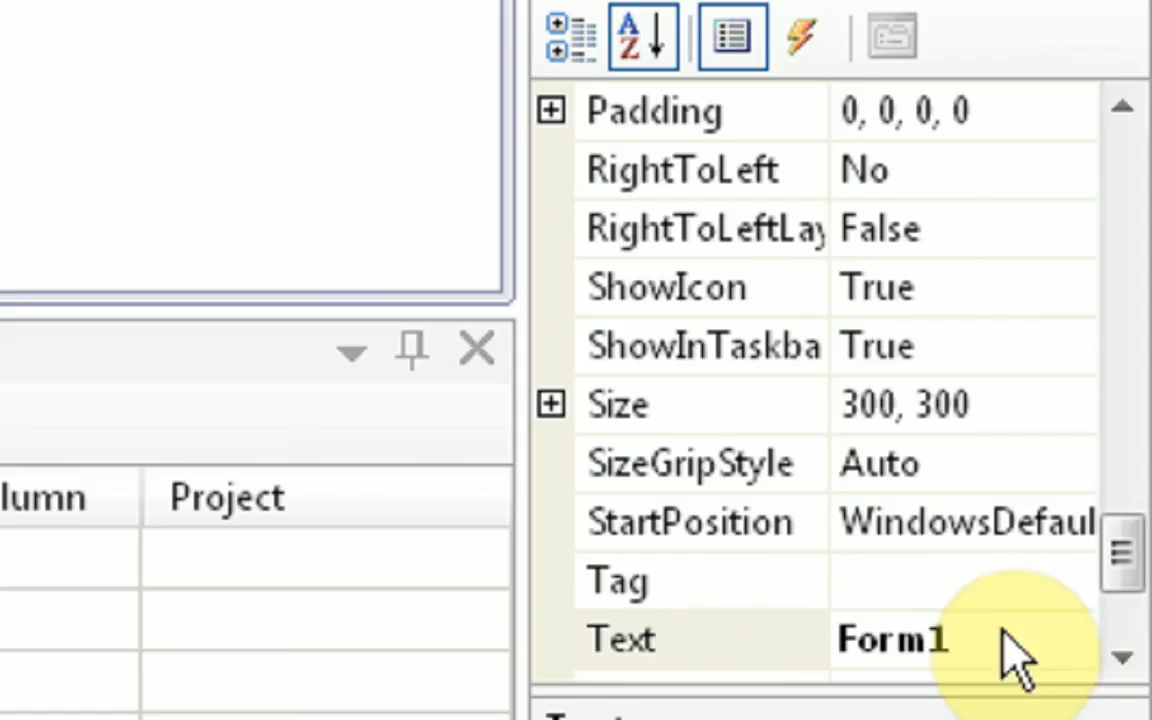 Padding 0, 0, 0, 0
RightToLeft No
RightToLeftLay False
ShowIcon True
ShowInTaskba True
Size 300, 300
SizeGripStyle Auto
StartPosition WindowsDefaul
Tag
Text Form1
lumn Project